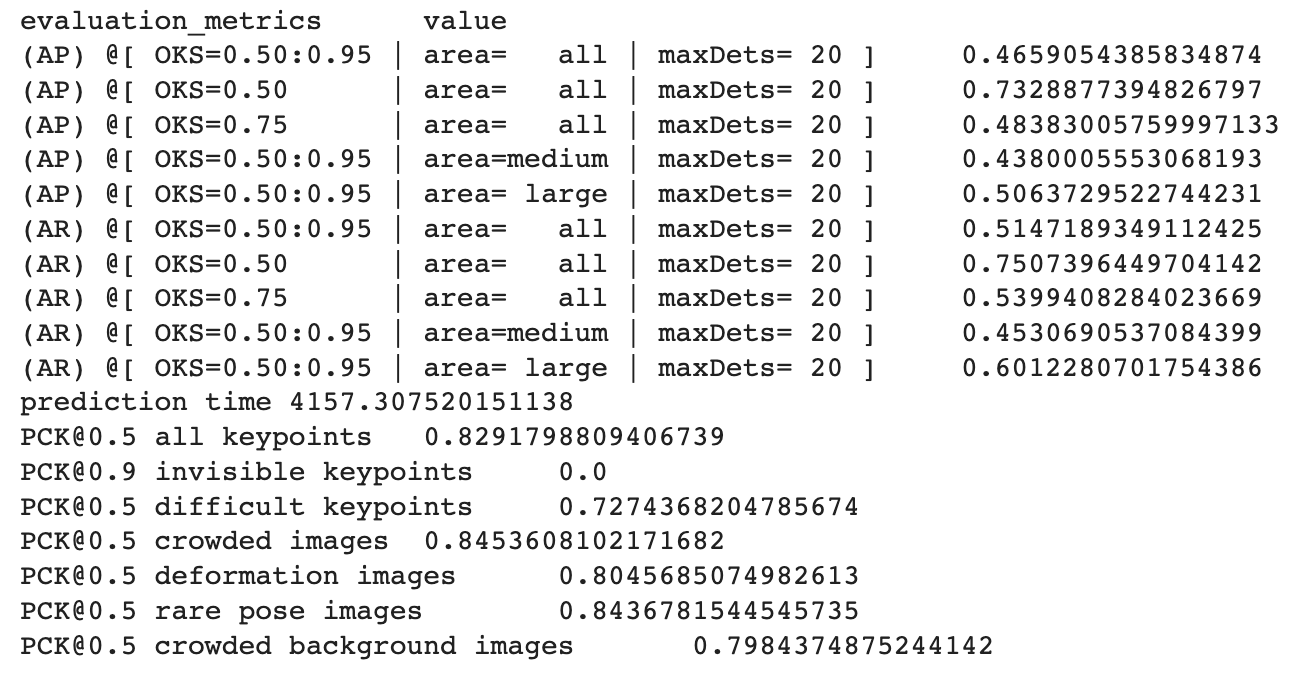 evaluation_metrics      value
(AP) @[ OKS=0.50:0.95 | area=   all | maxDets= 20 ]     0.4659054385834874
(AP) @[ OKS=0.50      | area=   all | maxDets= 20 ]     0.7328877394826797
(AP) @[ OKS=0.75      | area=   all | maxDets= 20 ]     0.48383005759997133
(AP) @[ OKS=0.50:0.95 | area=medium | maxDets= 20 ]     0.4380005553068193
(AP) @[ OKS=0.50:0.95 | area= large | maxDets= 20 ]     0.5063729522744231
(AR) @[ OKS=0.50:0.95 | area=   all | maxDets= 20 ]     0.5147189349112425
(AR) @[ OKS=0.50      | area=   all | maxDets= 20 ]     0.7507396449704142
(AR) @[ OKS=0.75      | area=   all | maxDets= 20 ]     0.5399408284023669
(AR) @[ OKS=0.50:0.95 | area=medium | maxDets= 20 ]     0.4530690537084399
(AR) @[ OKS=0.50:0.95 | area= large | maxDets= 20 ]     0.6012280701754386
prediction time 4157.307520151138
PCK@0.5 all keypoints   0.8291798809406739
PCK@0.9 invisible keypoints     0.0
PCK@0.5 difficult keypoints     0.7274368204785674
PCK@0.5 crowded images  0.8453608102171682
PCK@0.5 deformation images      0.8045685074982613
PCK@0.5 rare pose images        0.8436781544545735
PCK@0.5 crowded background images       0.7984374875244142